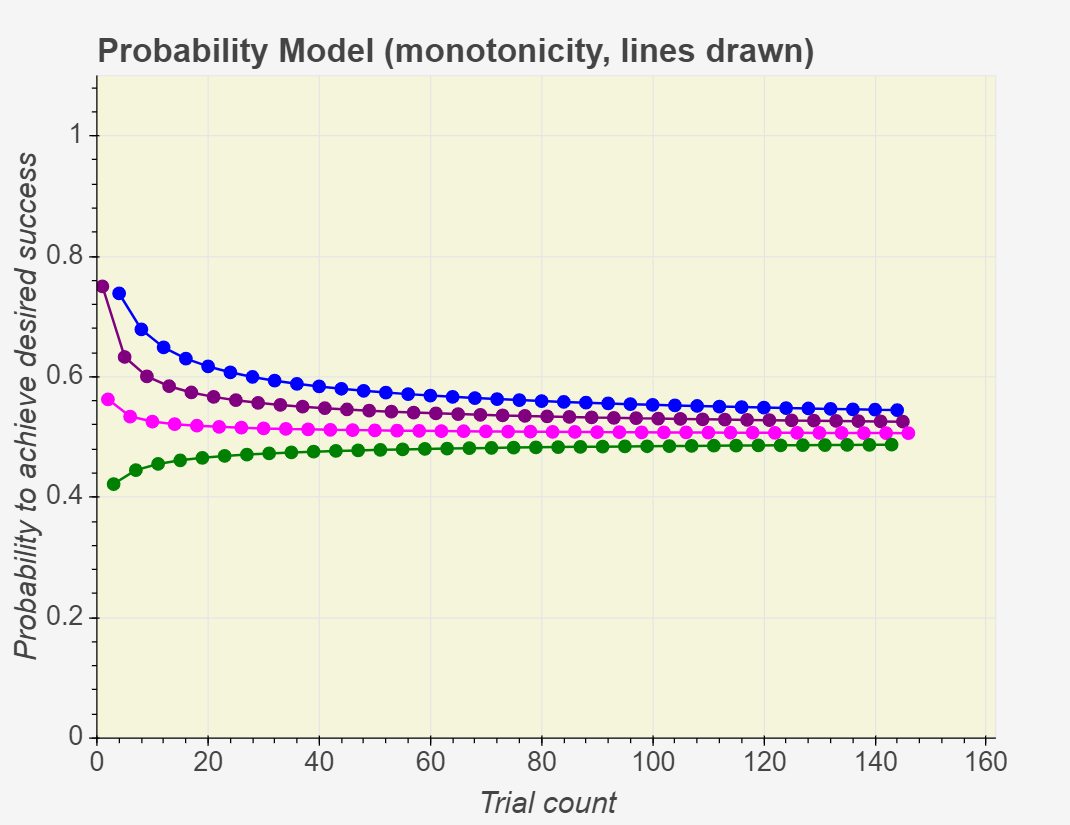 Probability Model (monotonicity, lines drawn)
Probability to achieve desired success
1
0.8
0.6
0.4
0.2
0
0 20 40 60 80 100 120 140 160
Trial count